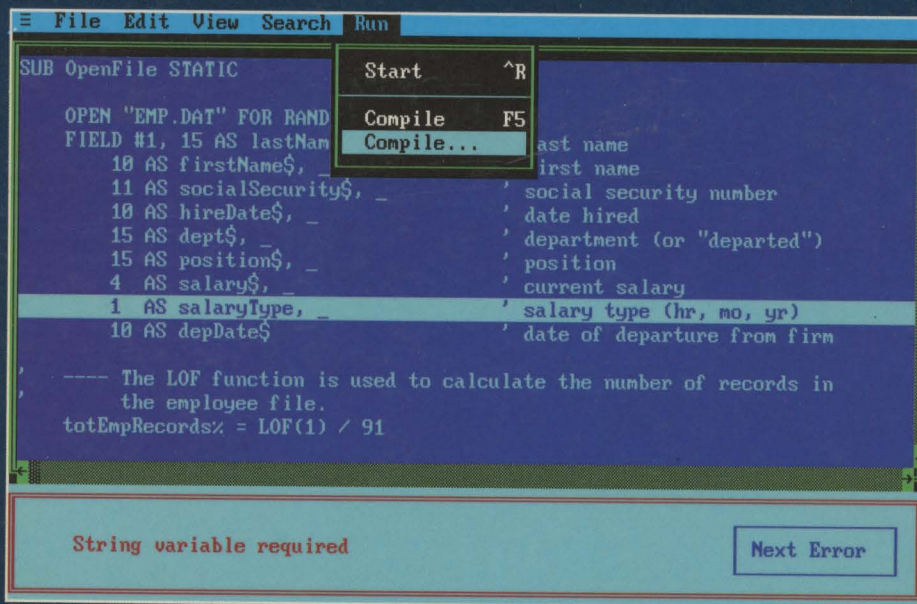 ≡ File Edit View Search Run
Start ^R
Compile F5
Compile...
SUB OpenFile STATIC
OPEN "EMP.DAT" FOR RAND
FIELD #1, 15 AS lastNam ast name
10 AS firstName$, _ irst name
11 AS socialSecurity$, _ ' social security number
10 AS hireDate$, _ ' date hired
15 AS dept$, _ ' department (or "departed")
15 AS position$, _ ' position
4 AS salary$, _ ' current salary
1 AS salaryType, _ ' salary type (hr, mo, yr)
10 AS depDate$ ' date of departure from firm
'
' ---- The LOF function is used to calculate the number of records in
the employee file.
totEmpRecords% = LOF(1) / 91
String variable required
Next Error